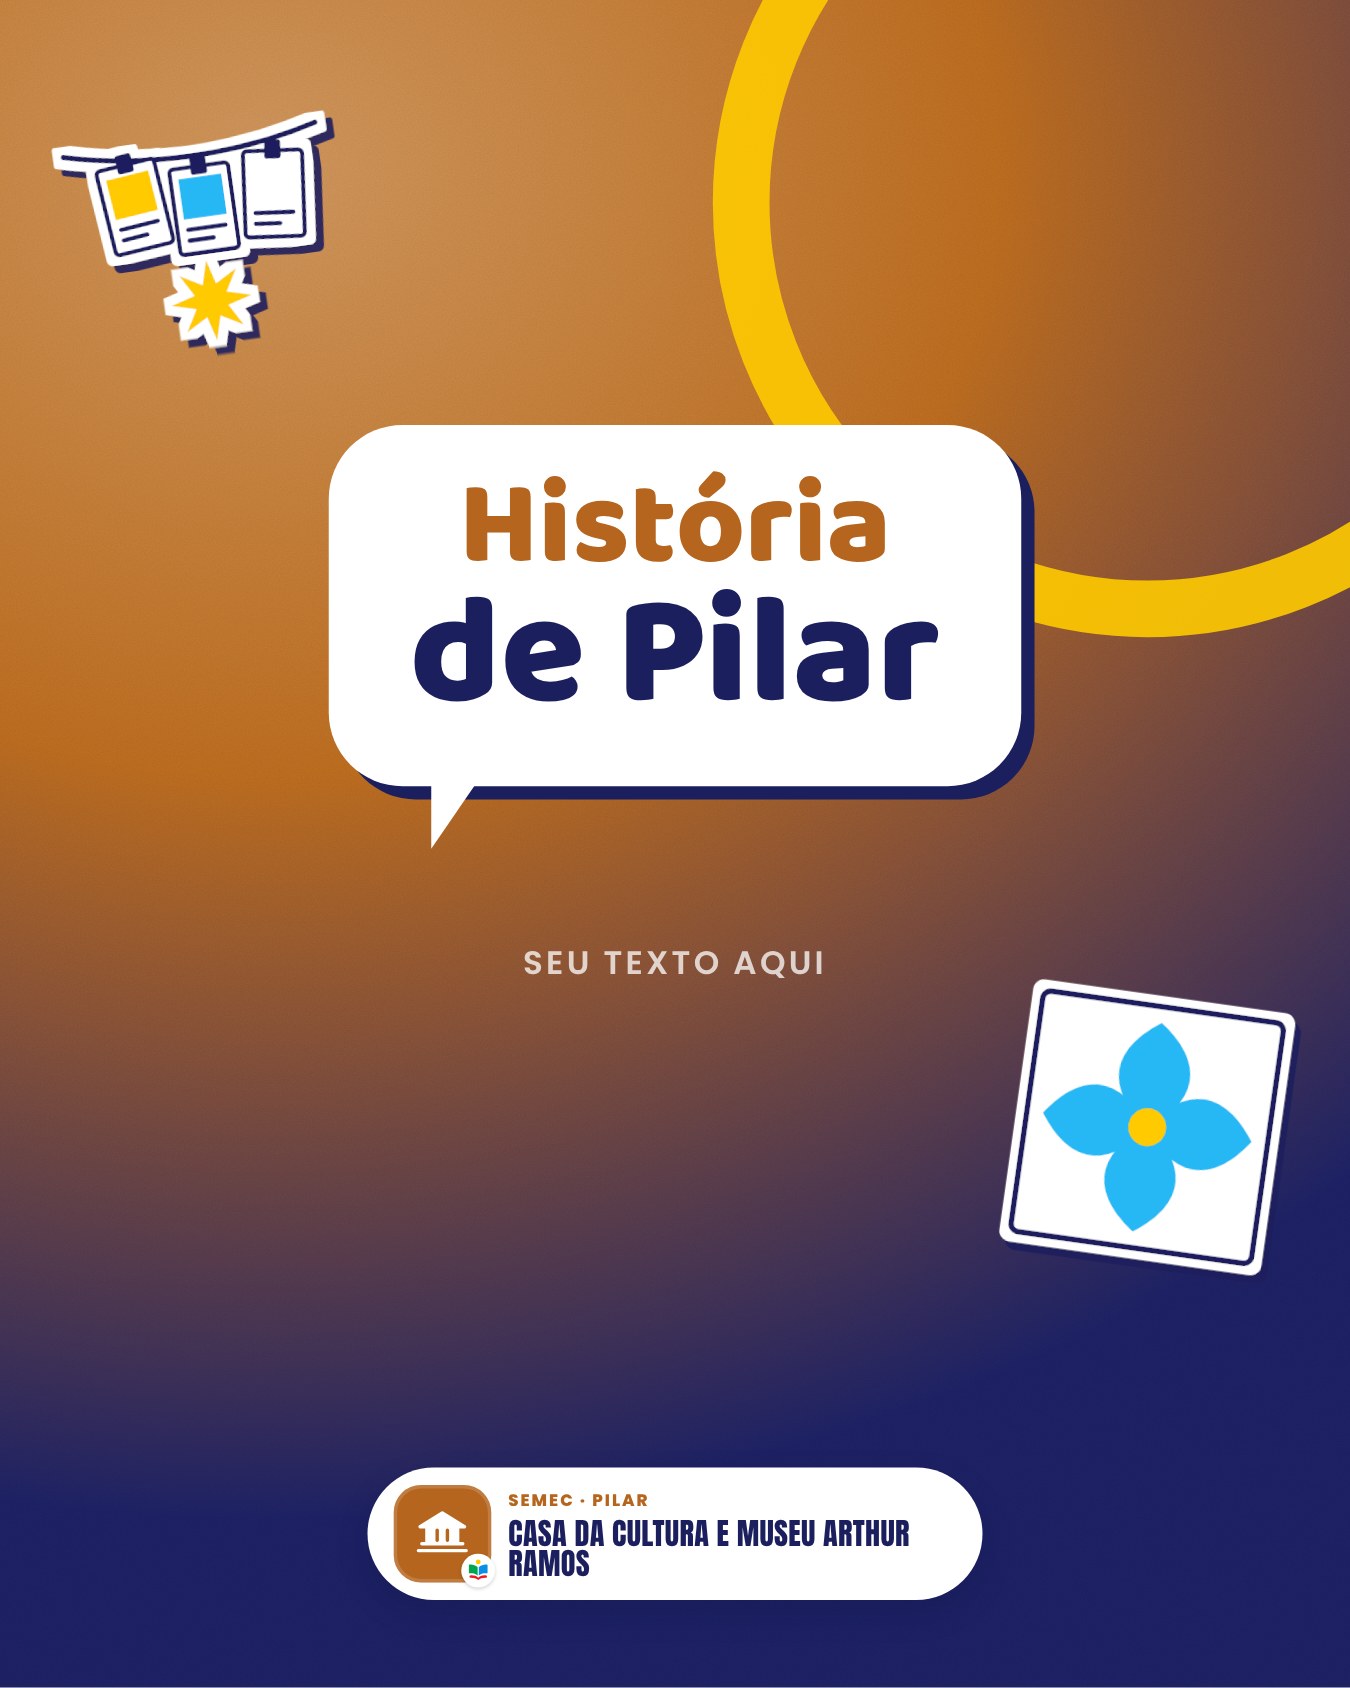 História
de Pilar
SEU TEXTO AQUI
SEMEC · PILAR
CASA DA CULTURA E MUSEU ARTHUR
RAMOS